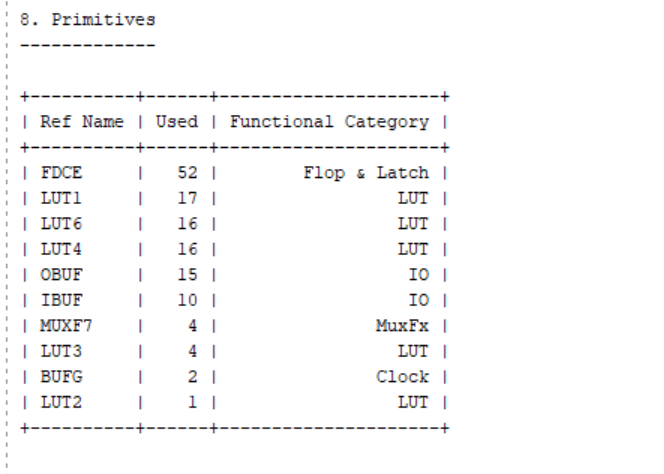 8. Primitives
-------------
+----------+------+---------------------+
| Ref Name | Used | Functional Category |
+----------+------+---------------------+
| FDCE     |   52 |        Flop & Latch |
| LUT1     |   17 |                 LUT |
| LUT6     |   16 |                 LUT |
| LUT4     |   16 |                 LUT |
| OBUF     |   15 |                  IO |
| IBUF     |   10 |                  IO |
| MUXF7    |    4 |               MuxFx |
| LUT3     |    4 |                 LUT |
| BUFG     |    2 |               Clock |
| LUT2     |    1 |                 LUT |
+----------+------+---------------------+